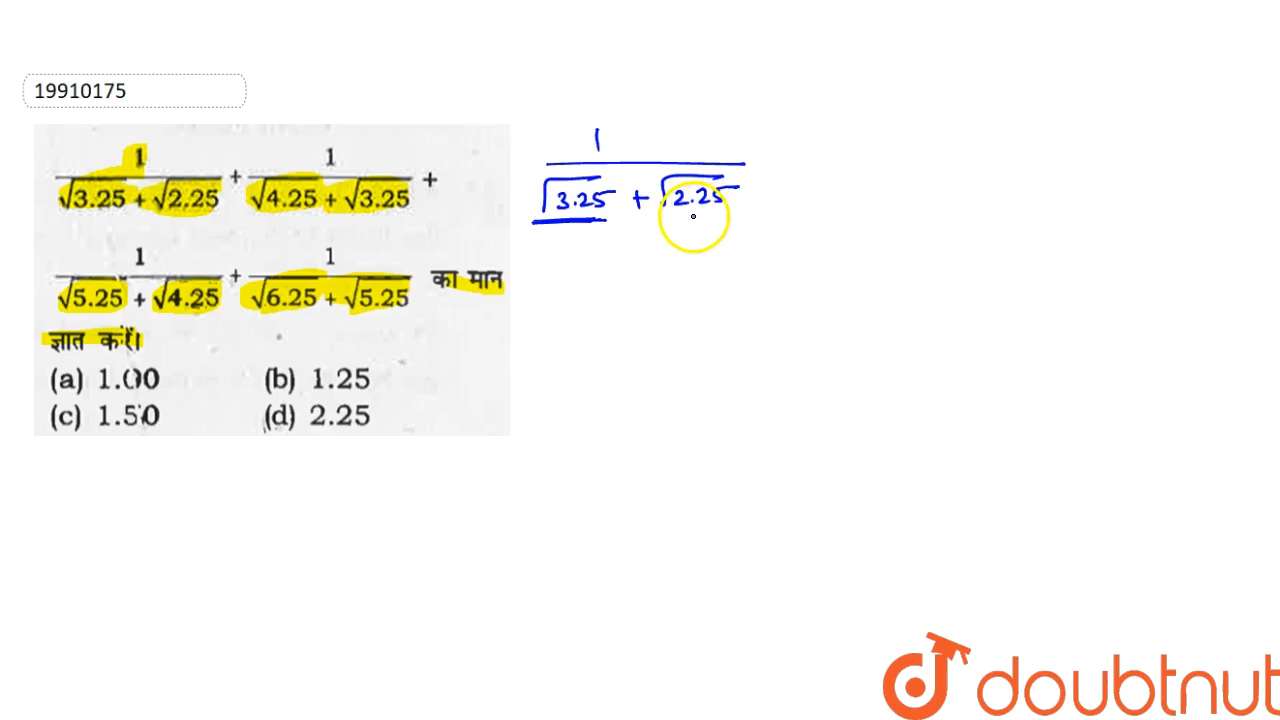 19910175
1/(√3.25 + √2.25) + 1/(√4.25 + √3.25) +
1/(√5.25 + √4.25) + 1/(√6.25 + √5.25) का मान
ज्ञात करें।
(a) 1.00 (b) 1.25
(c) 1.50 (d) 2.25
1
√3.25 + √2.25
doubtnut